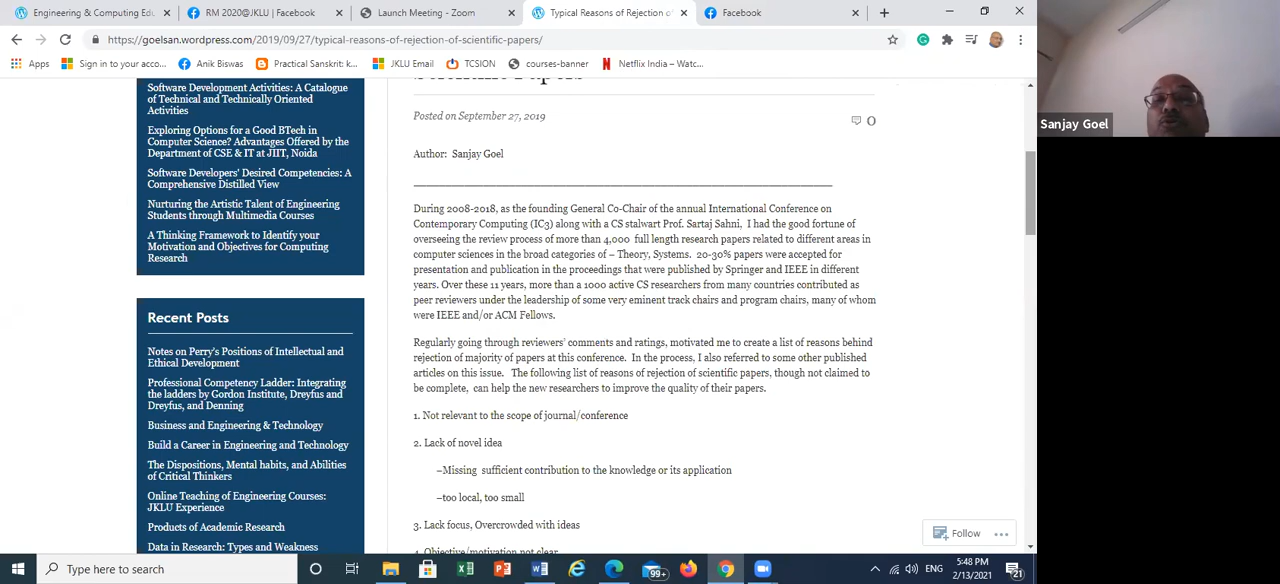 Engineering & Computing Edu
RM 2020@JKLU | Facebook
Launch Meeting - Zoom
Typical Reasons of Rejection of
Facebook
https://goelsan.wordpress.com/2019/09/27/typical-reasons-of-rejection-of-scientific-papers/
Apps
Sign in to your acco...
Anik Biswas
Practical Sanskrit: k...
JKLU Email
TCSION
courses-banner
Netflix India – Watc...
Software Development Activities: A Catalogue
of Technical and Technically Oriented
Activities
Exploring Options for a Good BTech in
Computer Science? Advantages Offered by the
Department of CSE & IT at JIIT, Noida
Software Developers' Desired Competencies: A
Comprehensive Distilled View
Nurturing the Artistic Talent of Engineering
Students through Multimedia Courses
A Thinking Framework to Identify your
Motivation and Objectives for Computing
Research
Recent Posts
Notes on Perry's Positions of Intellectual and
Ethical Development
Professional Competency Ladder: Integrating
the ladders by Gordon Institute, Dreyfus and
Dreyfus, and Denning
Business and Engineering & Technology
Build a Career in Engineering and Technology
The Dispositions, Mental habits, and Abilities
of Critical Thinkers
Online Teaching of Engineering Courses:
JKLU Experience
Products of Academic Research
Data in Research: Types and Weakness
Scientific Papers
Posted on September 27, 2019
0
Author: Sanjay Goel
During 2008-2018, as the founding General Co-Chair of the annual International Conference on
Contemporary Computing (IC3) along with a CS stalwart Prof. Sartaj Sahni, I had the good fortune of
overseeing the review process of more than 4,000 full length research papers related to different areas in
computer sciences in the broad categories of – Theory, Systems. 20-30% papers were accepted for
presentation and publication in the proceedings that were published by Springer and IEEE in different
years. Over these 11 years, more than a 1000 active CS researchers from many countries contributed as
peer reviewers under the leadership of some very eminent track chairs and program chairs, many of whom
were IEEE and/or ACM Fellows.
Regularly going through reviewers' comments and ratings, motivated me to create a list of reasons behind
rejection of majority of papers at this conference. In the process, I also referred to some other published
articles on this issue. The following list of reasons of rejection of scientific papers, though not claimed to
be complete, can help the new researchers to improve the quality of their papers.
1. Not relevant to the scope of journal/conference
2. Lack of novel idea
–Missing sufficient contribution to the knowledge or its application
–too local, too small
3. Lack focus, Overcrowded with ideas
4. Objective/motivation not clear
Follow
Sanjay Goel
Type here to search
99+
ENG
5:48 PM
2/13/2021
21